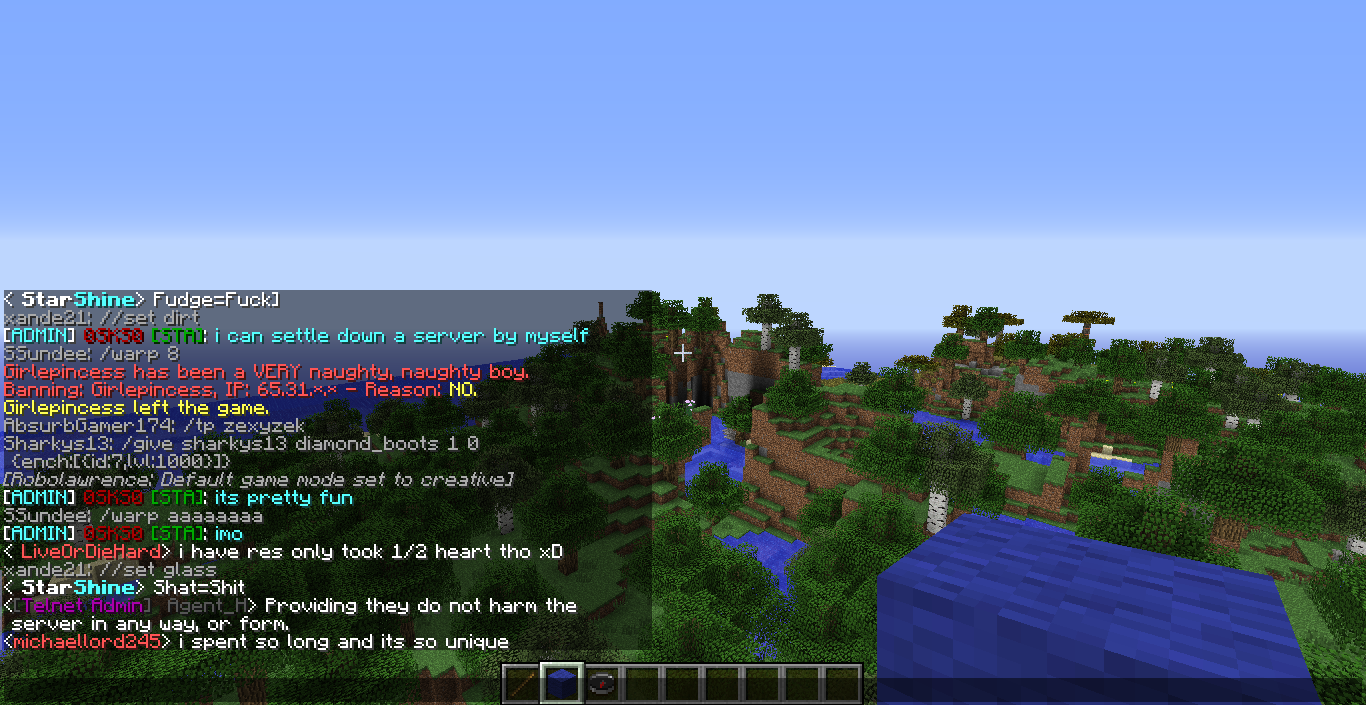 < StarShine> Fudge=Fuck]
xande21: //set dirt
[ADMIN] 0SKS0 [STA]: i can settle down a server by myself
SSundee: /warp 8
Girlepincess has been a VERY naughty, naughty boy.
Banning: Girlepincess, IP: 65.31.*.* - Reason: NO.
Girlepincess left the game.
AbsurbGamer174: /tp zexyzek
Sharkys13: /give sharkys13 diamond_boots 1 0
{ench:[{id:7,lvl:1000}]}
[Robolawrence: Default game mode set to creative]
[ADMIN] 0SKS0 [STA]: its pretty fun
SSundee: /warp aaaaaaaa
[ADMIN] 0SKS0 [STA]: imo
< LiveOrDieHard> i have res only took 1/2 heart tho xD
xande21: //set glass
< StarShine> Shat=Shit
<[Telnet Admin] Agent_H> Providing they do not harm the
server in any way, or form.
<michaellord245> i spent so long and its so unique